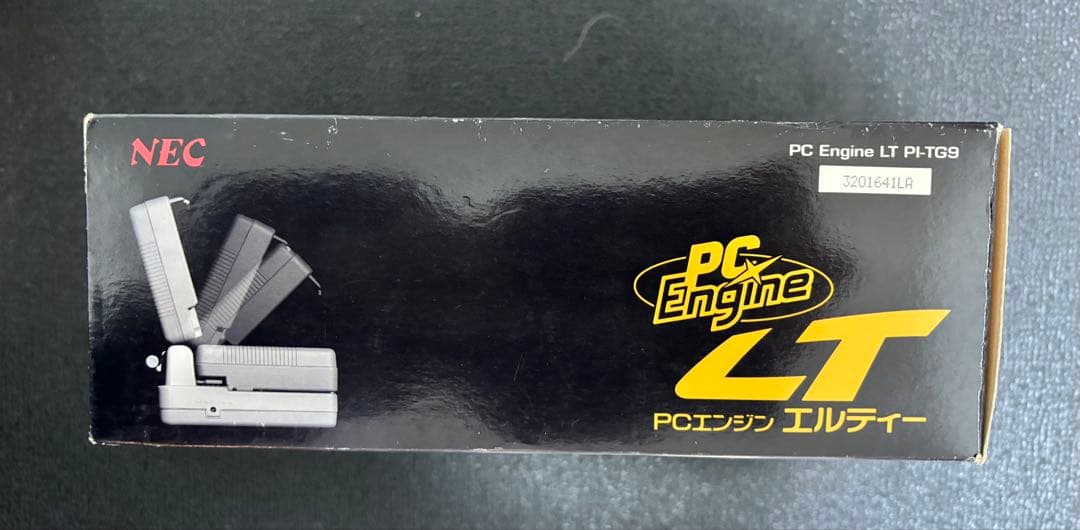 NEC
PC Engine LT PI-TG9
3201641LA
PC Engine
LT
PCエンジン エルティー